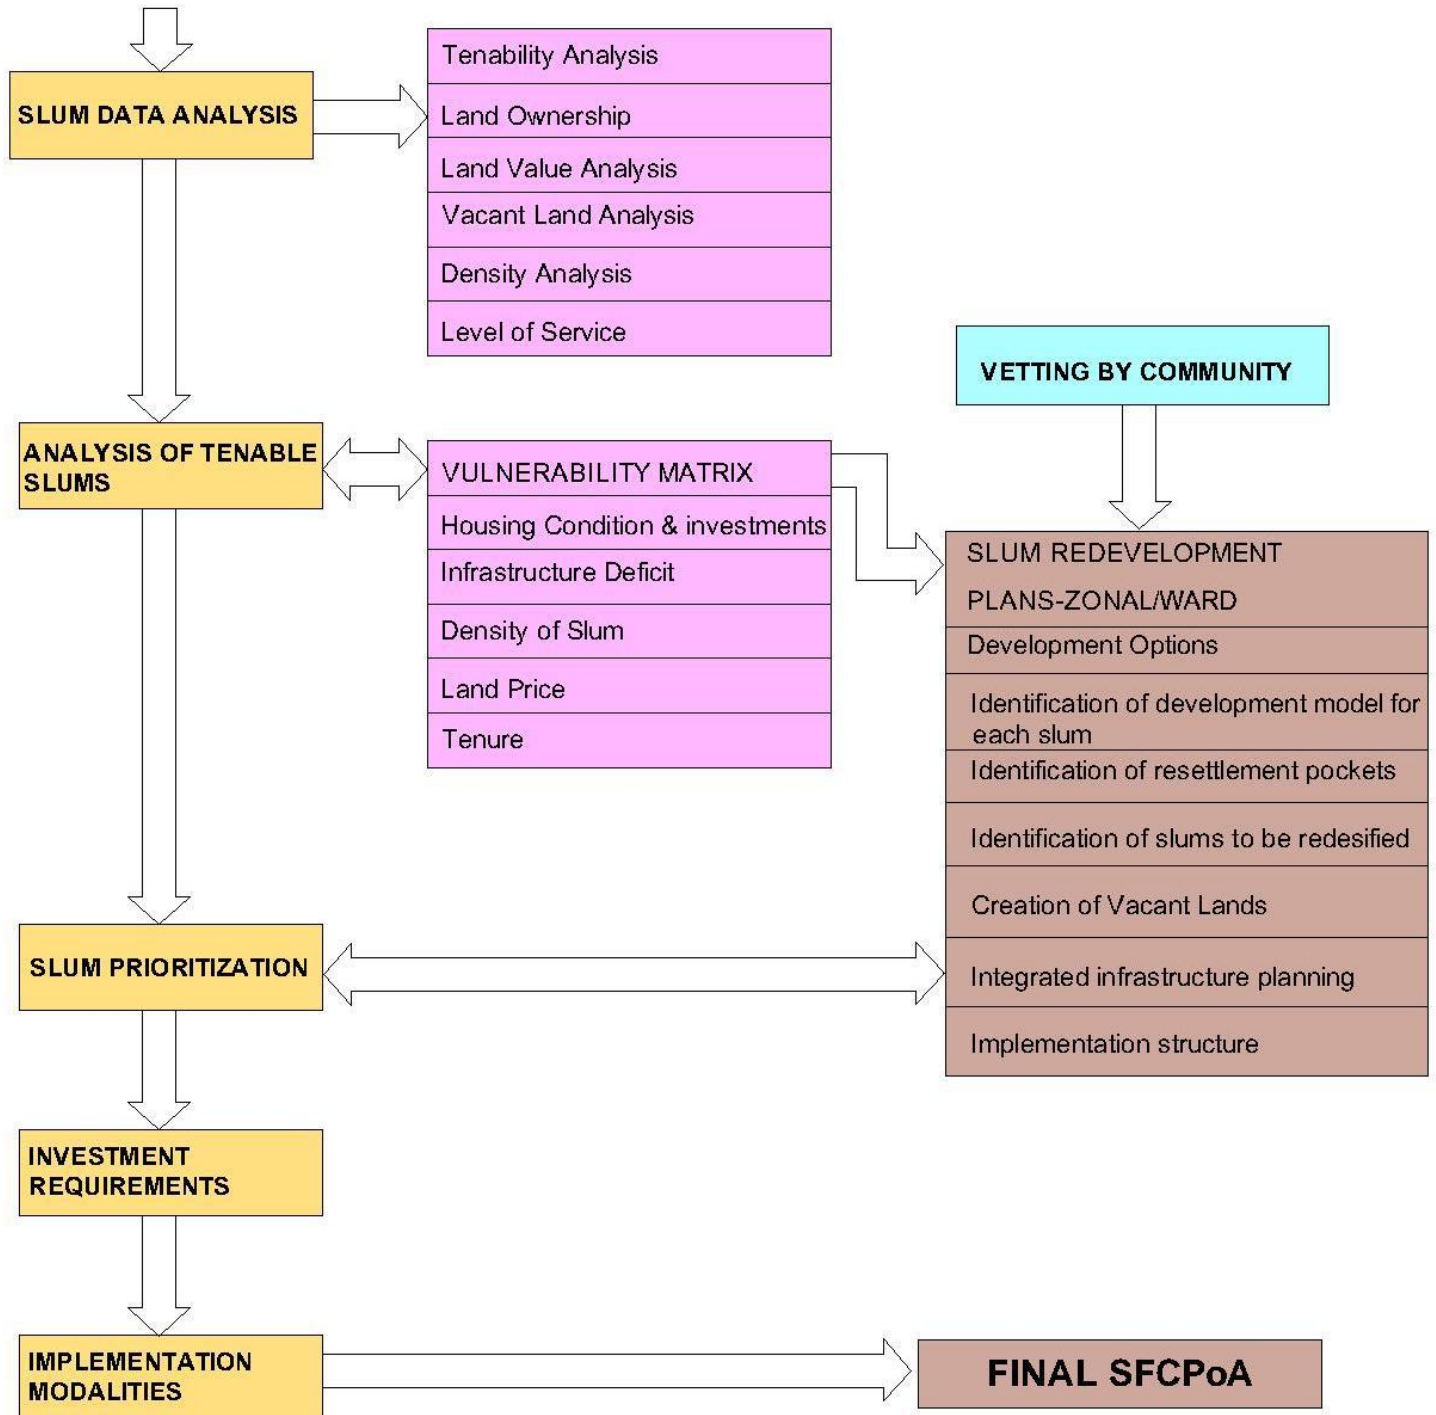 SLUM DATA ANALYSIS
Tenability Analysis
Land Ownership
Land Value Analysis
Vacant Land Analysis
Density Analysis
Level of Service
VETTING BY COMMUNITY
ANALYSIS OF TENABLE
SLUMS
VULNERABILITY MATRIX
Housing Condition & investments
Infrastructure Deficit
Density of Slum
Land Price
Tenure
SLUM REDEVELOPMENT
PLANS-ZONAL/WARD
Development Options
Identification of development model for
each slum
Identification of resettlement pockets
Identification of slums to be redesified
Creation of Vacant Lands
Integrated infrastructure planning
Implementation structure
SLUM PRIORITIZATION
INVESTMENT
REQUIREMENTS
IMPLEMENTATION
MODALITIES
FINAL SFCPoA